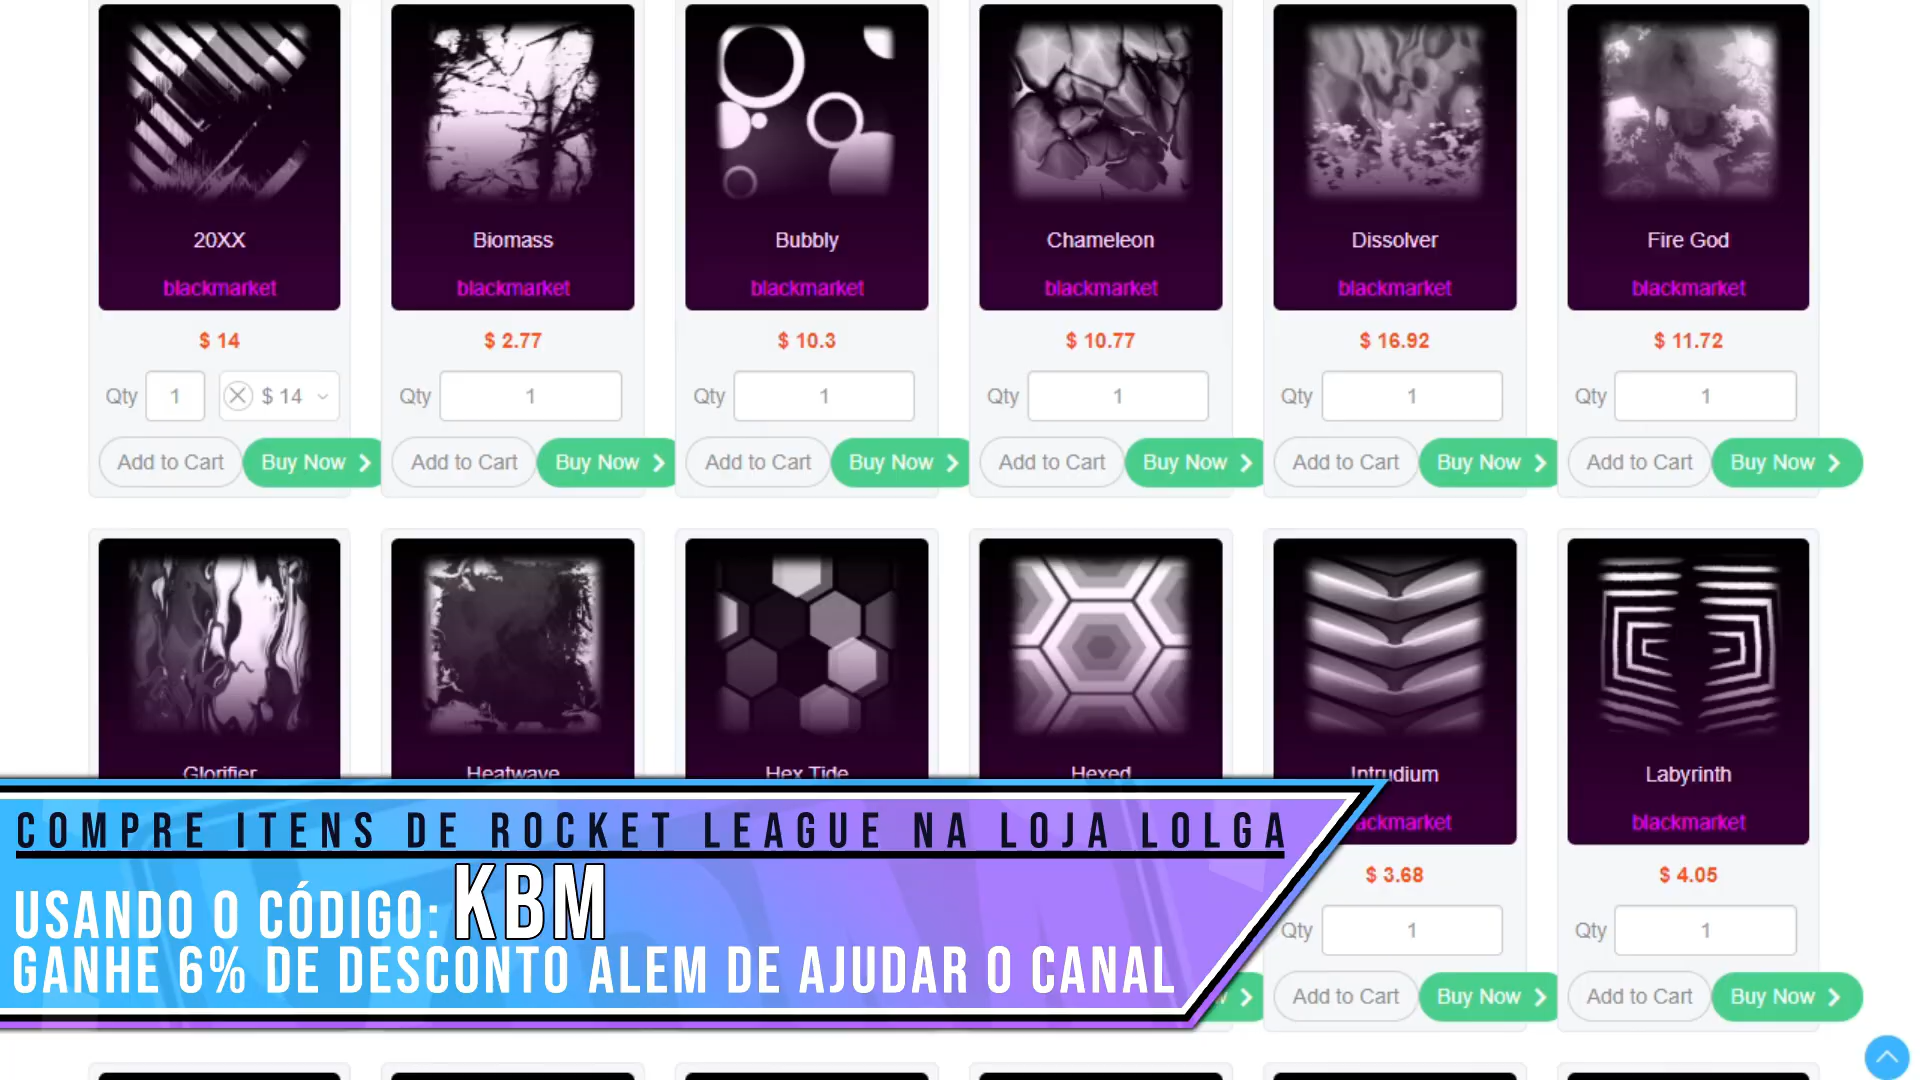 20XX Biomass Bubbly Chameleon Dissolver Fire God
blackmarket blackmarket blackmarket blackmarket blackmarket blackmarket
$ 14 $ 2.77 $ 10.3 $ 10.77 $ 16.92 $ 11.72
Qty 1 $ 14 Qty 1 Qty 1 Qty 1 Qty 1 Qty 1
Add to Cart Buy Now Add to Cart Buy Now Add to Cart Buy Now Add to Cart Buy Now Add to Cart Buy Now Add to Cart Buy Now
Glorifier Heatwave Hex Tide Hexed Intrudium Labyrinth
blackmarket
COMPRE ITENS DE ROCKET LEAGUE NA LOJA LOLGA
USANDO O CÓDIGO: KBM
GANHE 6% DE DESCONTO ALEM DE AJUDAR O CANAL
$ 3.68 $ 4.05
Qty 1 Qty 1
Add to Cart Buy Now Add to Cart Buy Now